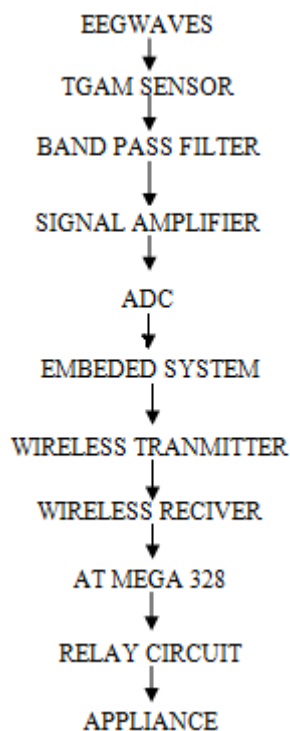 EEGWAVES
TGAM SENSOR
BAND PASS FILTER
SIGNAL AMPLIFIER
ADC
EMBEDED SYSTEM
WIRELESS TRANMITTER
WIRELESS RECIVER
AT MEGA 328
RELAY CIRCUIT
APPLIANCE